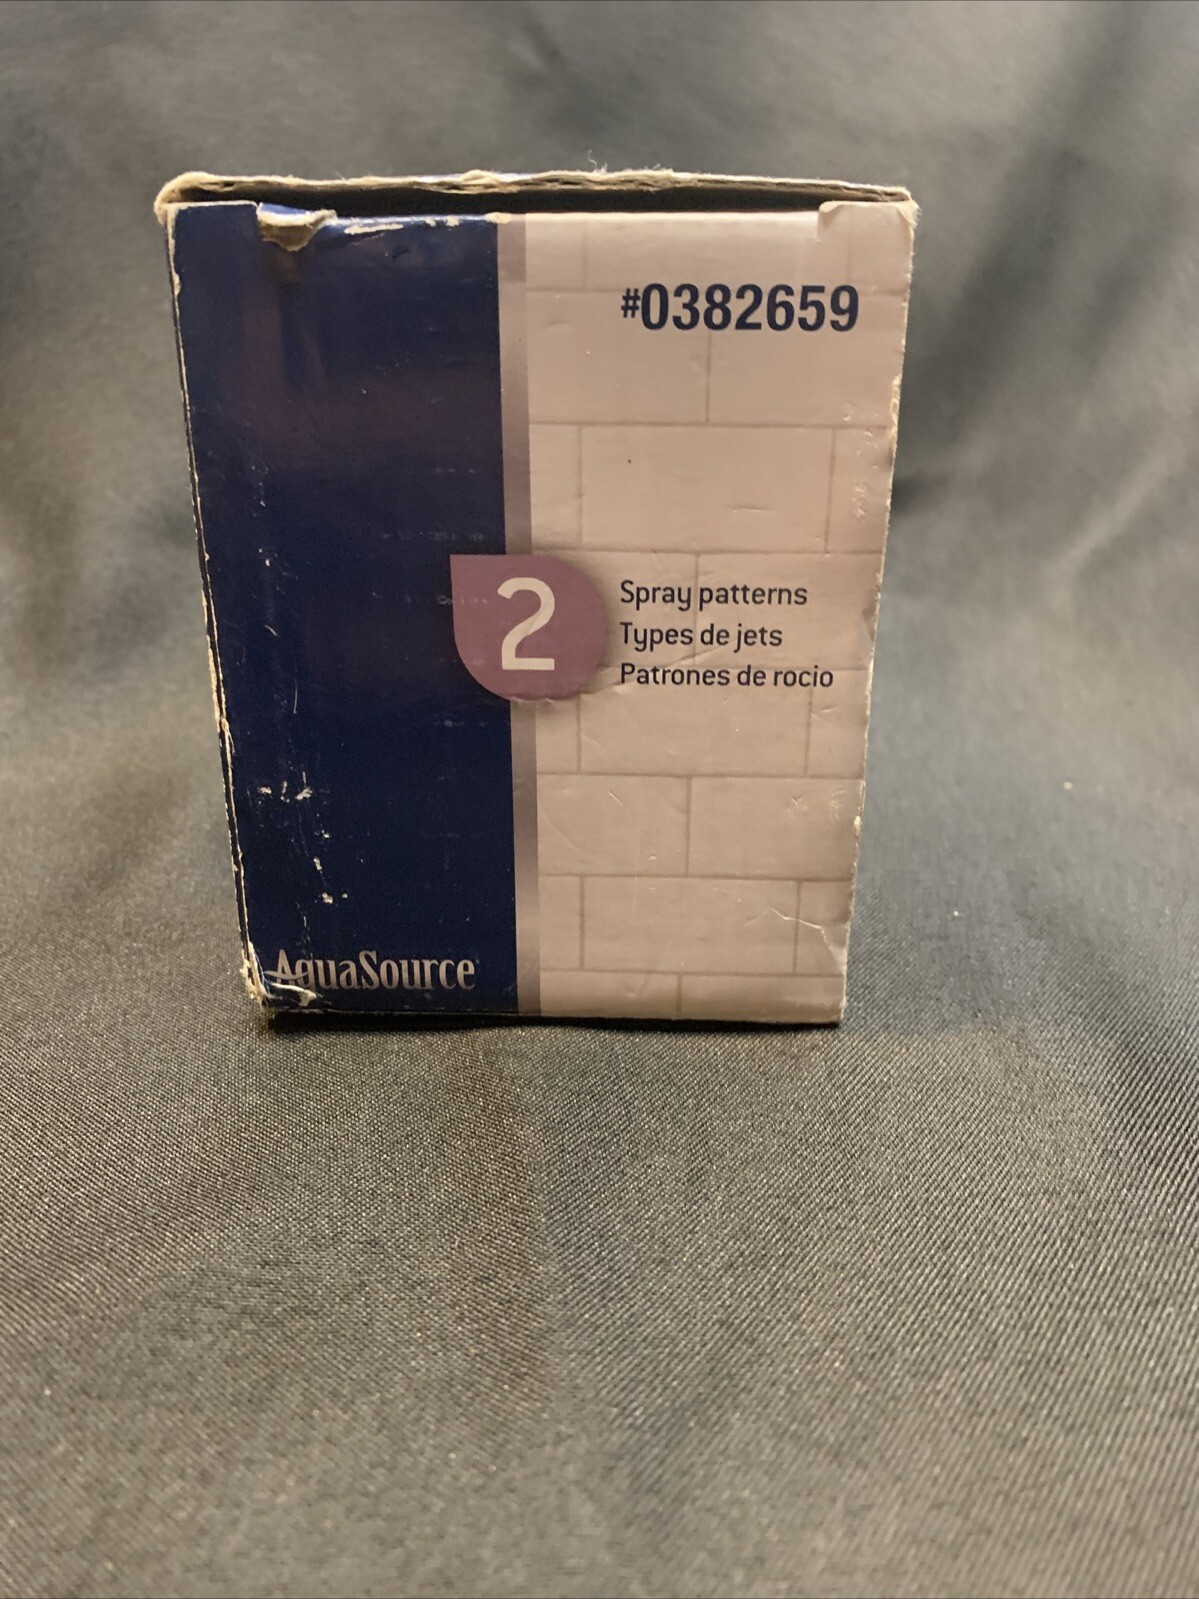 #0382659
2
Spray patterns
Types de jets
Patrones de rocio
AquaSource